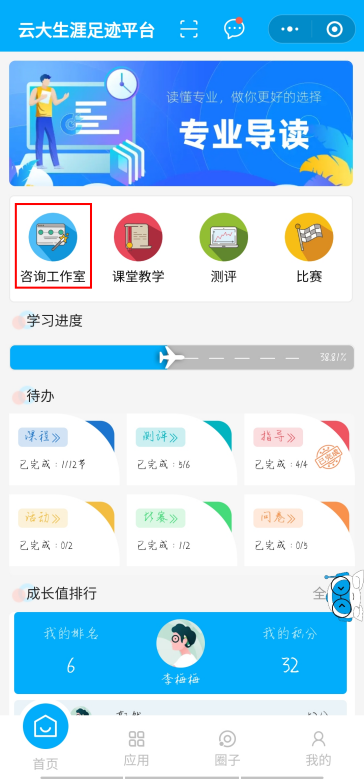 云大生涯足迹平台
读懂专业，做你更好的选择
专业导读
咨询工作室 课堂教学 测评 比赛
学习进度
38.81%
待办
课程 测评 指导
已完成：1/12节 已完成：5/6 已完成：4/4
活动 比赛 问卷
已完成：0/2 已完成：1/2 已完成：0/5
成长值排行
全
我的排名 我的积分
6 32
李梅梅
首页 应用 圈子 我的